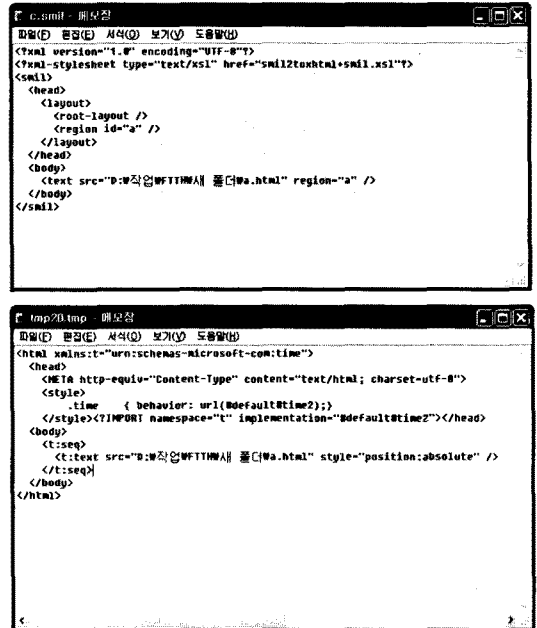 c.smil - 메모장
파일(F) 편집(E) 서식(O) 보기(V) 도움말(H)
<?xml version="1.0" encoding="UTF-8"?>
<?xml-stylesheet type="text/xsl" href="smil2toxhtml+smil.xsl"?>
<smil>
<head>
<layout>
<root-layout />
<region id="a" />
</layout>
</head>
<body>
<text src="D:₩작업₩FTTH₩새 폴더₩a.html" region="a" />
</body>
</smil>
tmp2B.tmp - 메모장
파일(F) 편집(E) 서식(O) 보기(V) 도움말(H)
<html xmlns:t="urn:schemas-microsoft-com:time">
<head>
<META http-equiv="Content-Type" content="text/html; charset=utf-8">
<style>
.time { behavior: url(#default#time2);}
</style><?IMPORT namespace="t" implementation="#default#time2"></head>
<body>
<t:seq>
<t:text src="D:₩작업₩FTTH₩새 폴더₩a.html" style="position:absolute" />
</t:seq>
</body>
</html>